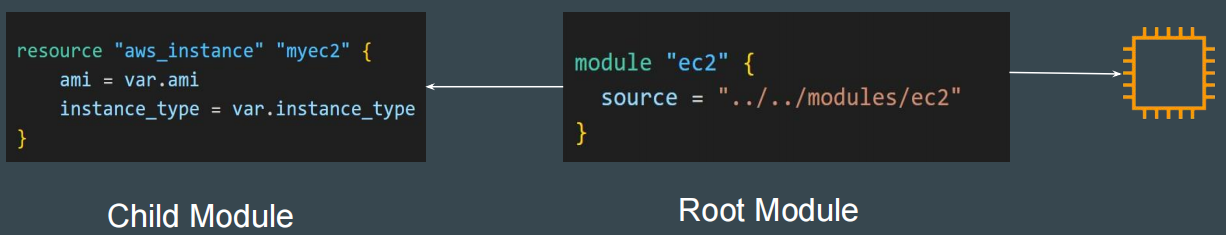 resource "aws_instance" "myec2" {
    ami = var.ami
    instance_type = var.instance_type
}
Child Module
module "ec2" {
  source = "../../modules/ec2"
}
Root Module